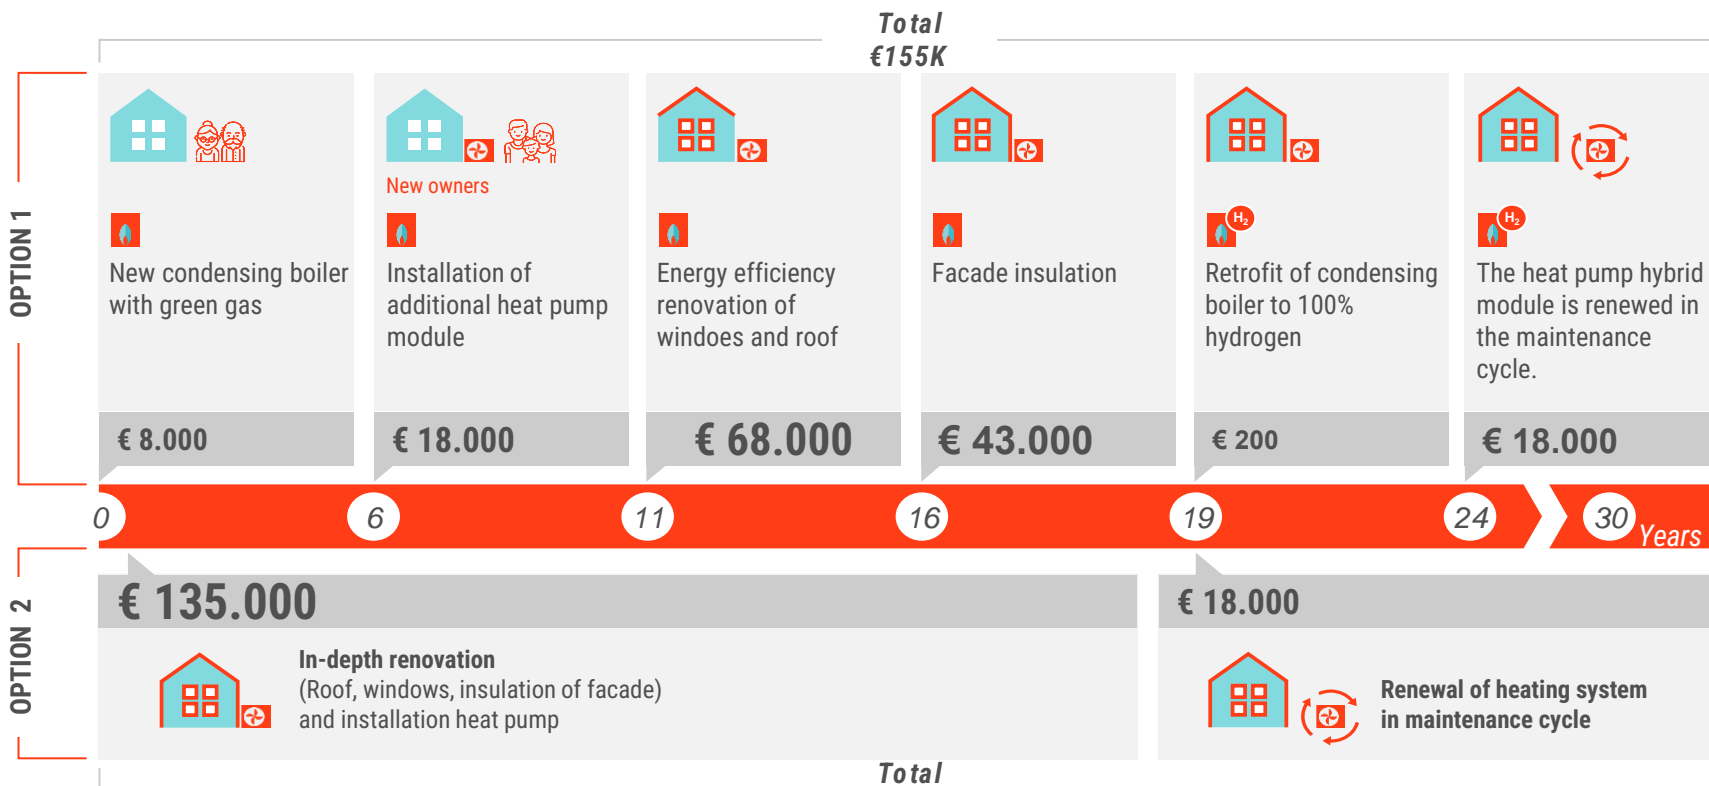 Total
€155K
OPTION 1
New owners
New condensing boiler
with green gas
Installation of
additional heat pump
module
Energy efficiency
renovation of
windoes and roof
Facade insulation
H₂
Retrofit of condensing
boiler to 100%
hydrogen
H₂
The heat pump hybrid
module is renewed in
the maintenance
cycle.
€ 8.000
€ 18.000
€ 68.000
€ 43.000
€ 200
€ 18.000
0 6 11 16 19 24 30 Years
OPTION 2
€ 135.000
In-depth renovation
(Roof, windows, insulation of facade)
and installation heat pump
€ 18.000
Renewal of heating system
in maintenance cycle
Total